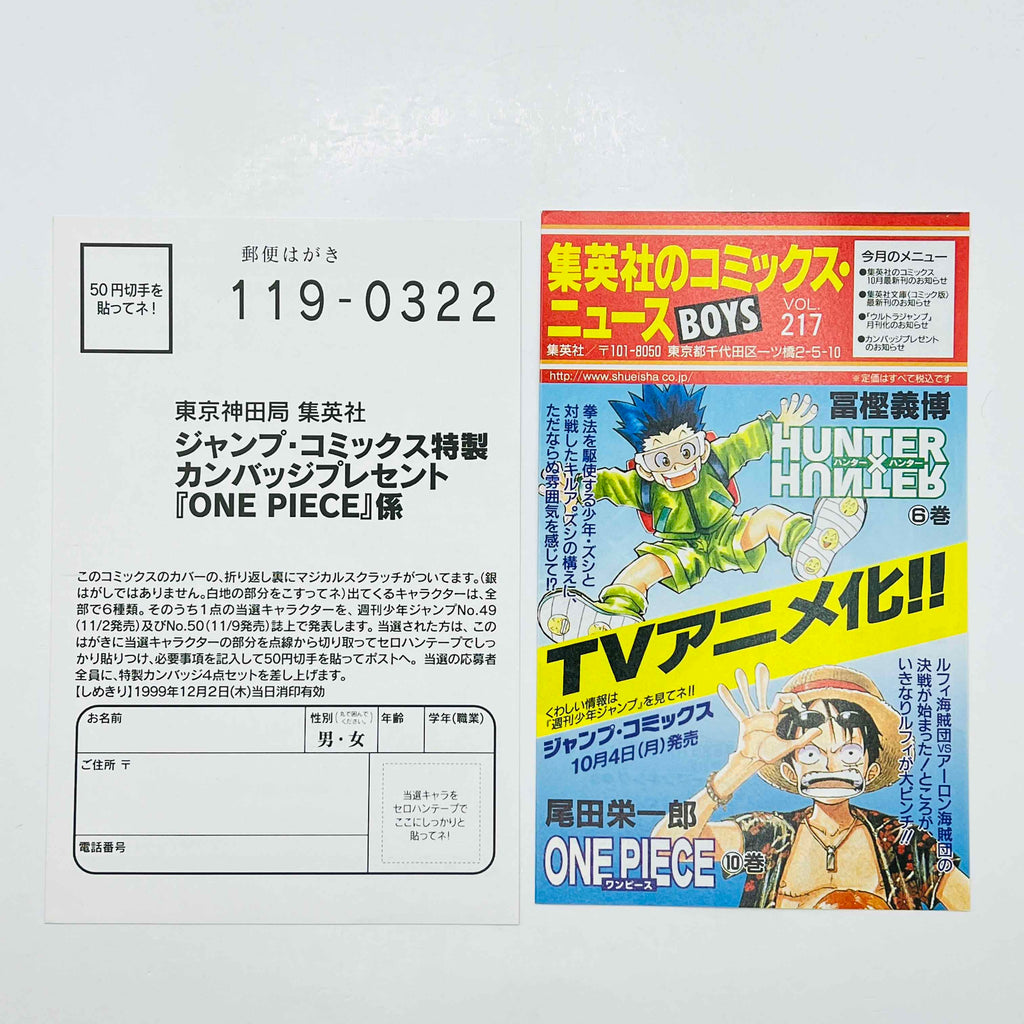 50円切手を
貼ってネ!
郵便はがき
119-0322
東京神田局 集英社
ジャンプ・コミックス特製
カンバッジプレゼント
『ONE PIECE』係
このコミックスのカバーの、折り返し裏にマジカルスクラッチがついてます。(銀
はがしではありません。白地の部分をこすってネ)出てくるキャラクターは、全
部で6種類。そのうち1点の当選キャラクターを、週刊少年ジャンプNo.49
(11/2発売)及びNo.50(11/9発売)誌上で発表します。当選された方は、この
はがきに当選キャラクターの部分を点線から切り取ってセロハンテープでしっ
かり貼りつけ、必要事項を記入して50円切手を貼ってポストへ。当選の応募者
全員に、特製カンバッジ4点セットを差し上げます。
【しめきり】1999年12月2日(木)当日消印有効
お名前
性別(丸で囲んでください。)
男・女
年齢
学年(職業)
ご住所 〒
電話番号
当選キャラを
セロハンテープで
ここにしっかりと
貼ってネ!
集英社のコミックス・
ニュース BOYS
VOL.
217
集英社/〒101-8050 東京都千代田区一ツ橋2-5-10
今月のメニュー
●集英社のコミックス
10月最新刊のお知らせ
●集英社文庫(コミック版)
最新刊のお知らせ
●「ウルトラジャンプ」
月刊化のお知らせ
●カンバッジプレゼント
のお知らせ
http://www.shueisha.co.jp/
※定価はすべて税込です
冨樫義博
HUNTER
ハンター×ハンター
HUNTER
⑥巻
拳法を駆使する少年・ズシと
対戦したキルア。ズシの構えに、
ただならぬ雰囲気を感じて!?
TVアニメ化!!
くわしい情報は
『週刊少年ジャンプ』を見てネ!!
ジャンプ・コミックス
10月4日(月)発売
ルフィ海賊団VSアーロン海賊団の
決戦が始まった!ところが、
いきなりルフィが大ピンチ!!
尾田栄一郎
ONE PIECE
ワンピース
⑩巻